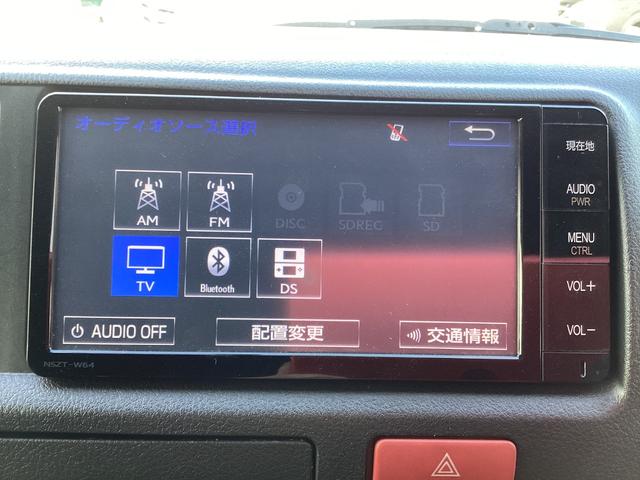 オーディオソース選択
現在地
AUDIO
PWR
AM
FM
DISC
SDREC
SD
MENU
CTRL
TV
Bluetooth
DS
VOL+
AUDIO OFF
配置変更
交通情報
VOL−
NSZT-W64